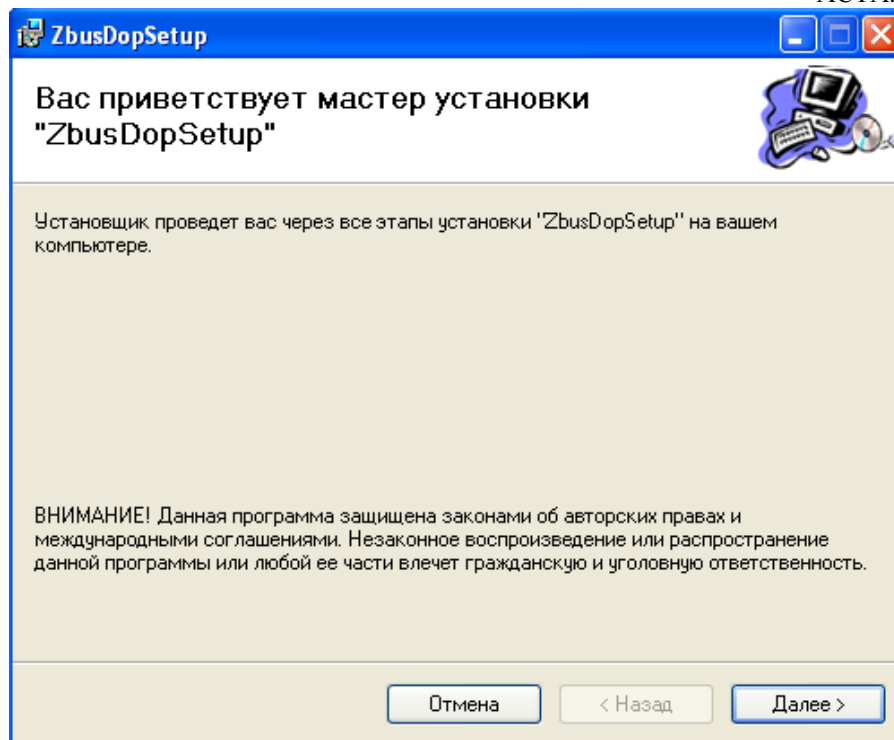 ZbusDopSetup
Вас приветствует мастер установки
"ZbusDopSetup"
Установщик проведет вас через все этапы установки "ZbusDopSetup" на вашем
компьютере.
ВНИМАНИЕ! Данная программа защищена законами об авторских правах и
международными соглашениями. Незаконное воспроизведение или распространение
данной программы или любой ее части влечет гражданскую и уголовную ответственность.
Отмена
< Назад
Далее >